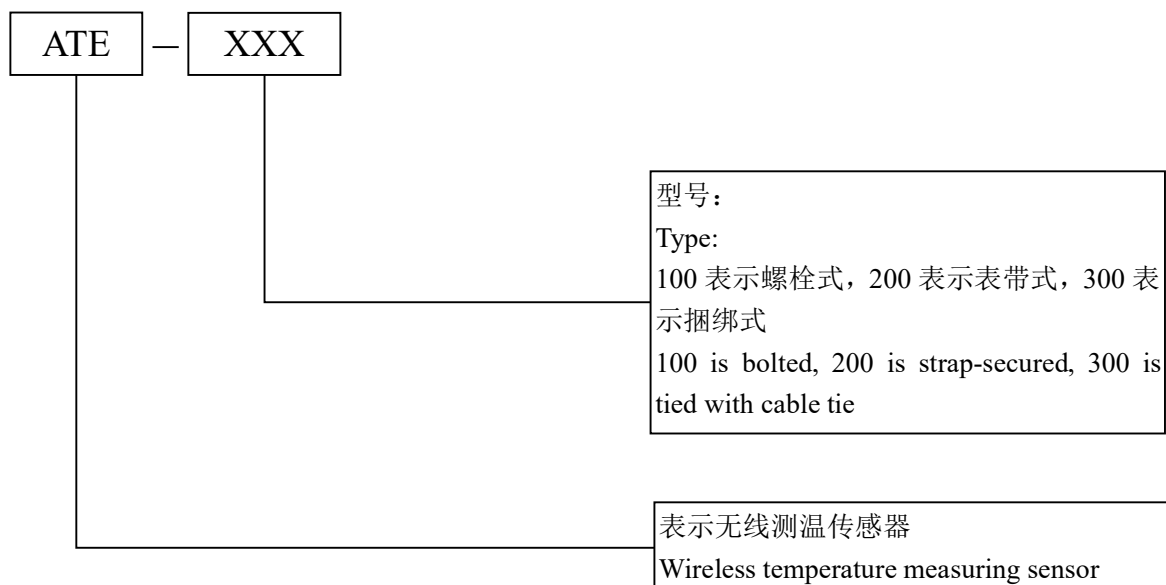 ATE — XXX
型号：
Type:
100 表示螺栓式，200 表示表带式，300 表
示捆绑式
100 is bolted, 200 is strap-secured, 300 is
tied with cable tie
表示无线测温传感器
Wireless temperature measuring sensor